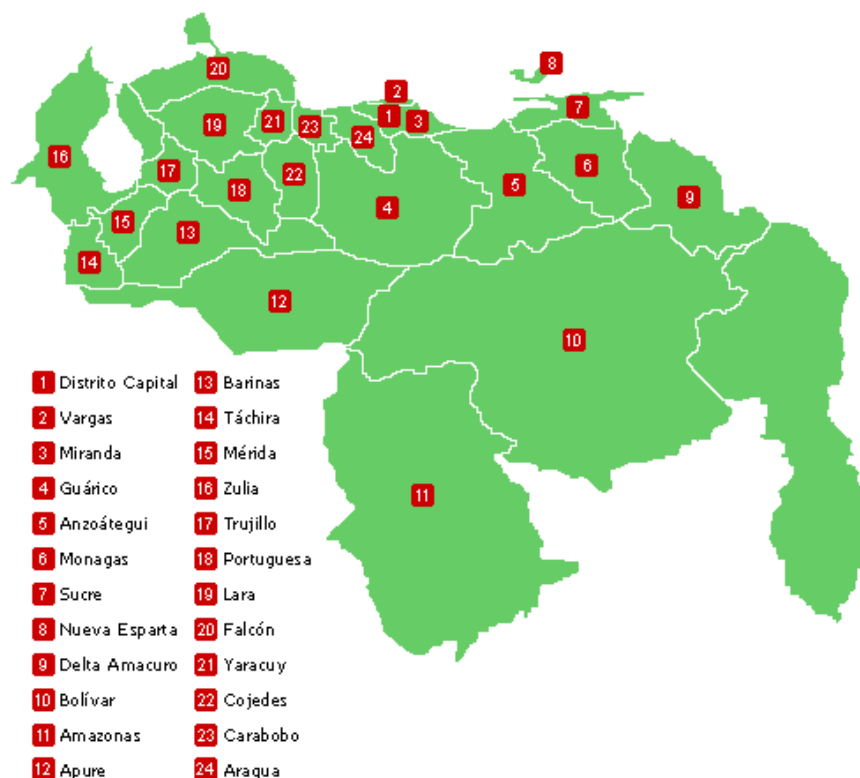 20
8
2
7
1
3
21
19
23
24
16
6
17
22
5
18
9
4
15
13
14
12
10
11
1 Distrito Capital
2 Vargas
3 Miranda
4 Guárico
5 Anzoátegui
6 Monagas
7 Sucre
8 Nueva Esparta
9 Delta Amacuro
10 Bolívar
11 Amazonas
12 Apure
13 Barinas
14 Táchira
15 Mérida
16 Zulia
17 Trujillo
18 Portuguesa
19 Lara
20 Falcón
21 Yaracuy
22 Cojedes
23 Carabobo
24 Aragua